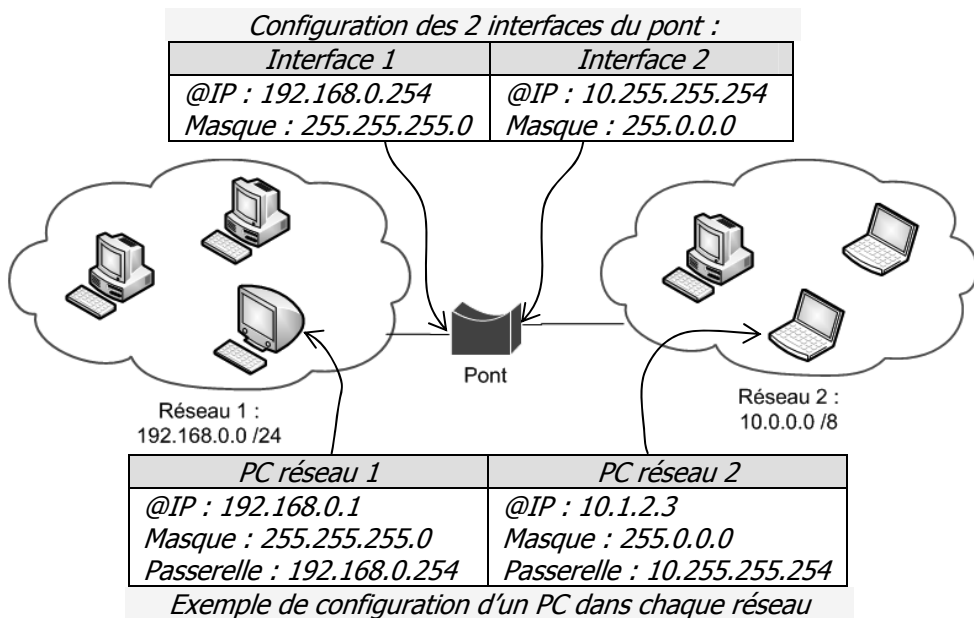 Configuration des 2 interfaces du pont :
Interface 1 Interface 2
@IP : 192.168.0.254 @IP : 10.255.255.254
Masque : 255.255.255.0 Masque : 255.0.0.0
Pont
Réseau 1 :
192.168.0.0 /24
Réseau 2 :
10.0.0.0 /8
PC réseau 1 PC réseau 2
@IP : 192.168.0.1 @IP : 10.1.2.3
Masque : 255.255.255.0 Masque : 255.0.0.0
Passerelle : 192.168.0.254 Passerelle : 10.255.255.254
Exemple de configuration d'un PC dans chaque réseau